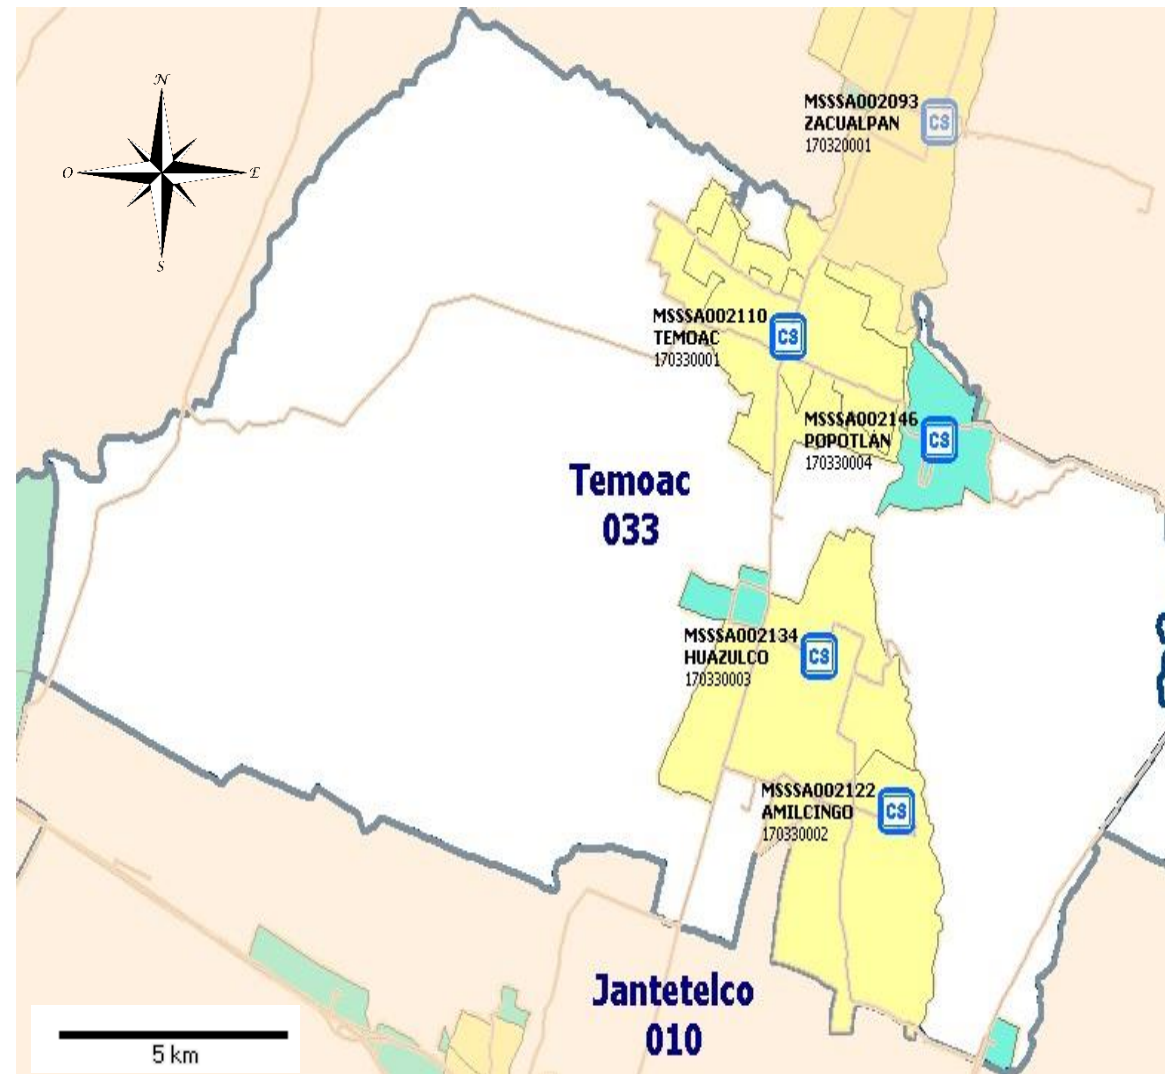 N
O
E
S
MSSSA002093
ZACUALPAN
170320001
CS
MSSSA002110
TEMOAC
170330001
CS
MSSSA002146
POPOTLÁN
170330004
CS
Temoac
033
MSSSA002134
HUAZULCO
170330003
CS
MSSSA002122
AMILCINGO
170330002
CS
Jantetelco
010
5 km